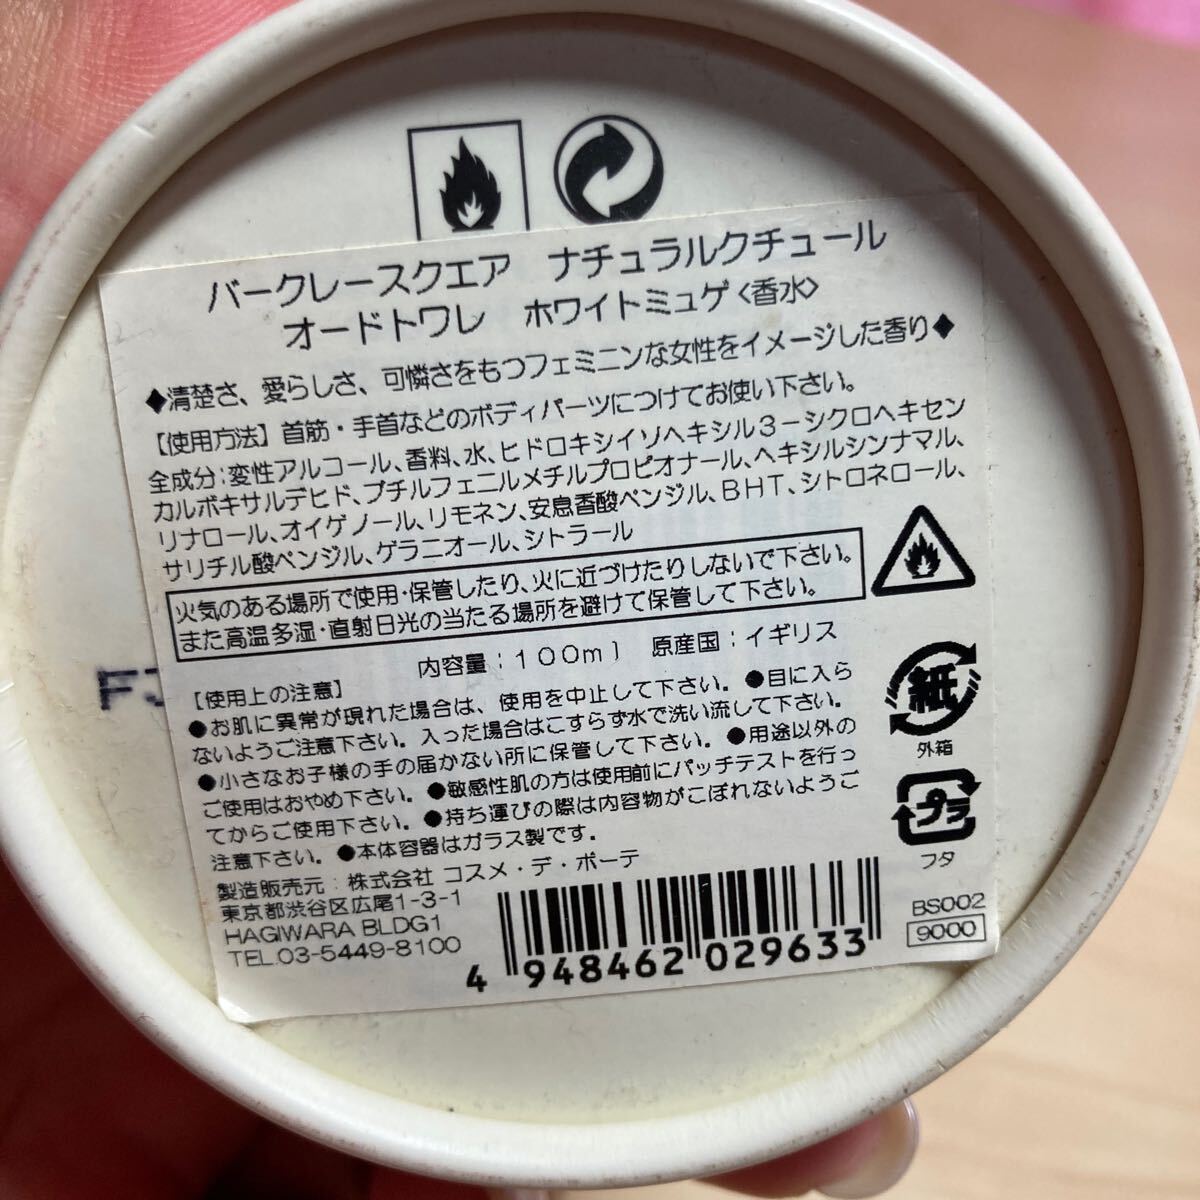 バークレースクエア ナチュラルクチュール
オードトワレ ホワイトミュゲ〈香水〉
◆清楚さ、愛らしさ、可憐さをもつフェミニンな女性をイメージした香り◆
【使用方法】首筋・手首などのボディパーツにつけてお使い下さい。
全成分:変性アルコール、香料、水、ヒドロキシイソヘキシル3-シクロヘキセン
カルボキサルデヒド、ブチルフェニルメチルプロピオナール、ヘキシルシンナマル、
リナロール、オイゲノール、リモネン、安息香酸ベンジル、BHT、シトロネロール、
サリチル酸ベンジル、ゲラニオール、シトラール
火気のある場所で使用・保管したり、火に近づけたりしないで下さい。
また高温多湿・直射日光の当たる場所を避けて保管して下さい。
内容量:100ml 原産国:イギリス
【使用上の注意】
●お肌に異常が現れた場合は、使用を中止して下さい。●目に入ら
ないようご注意下さい。入った場合はこすらず水で洗い流して下さい。
●小さなお子様の手の届かない所に保管して下さい。●用途以外の
ご使用はおやめ下さい。●敏感性肌の方は使用前にパッチテストを行っ
てからご使用下さい。●持ち運びの際は内容物がこぼれないようご
注意下さい。●本体容器はガラス製です。
製造販売元:株式会社 コスメ・デ・ボーテ
東京都渋谷区広尾1-3-1
HAGIWARA BLDG1
TEL.03-5449-8100
4 948462 029633
紙
外箱
プラ
フタ
BS002
9000